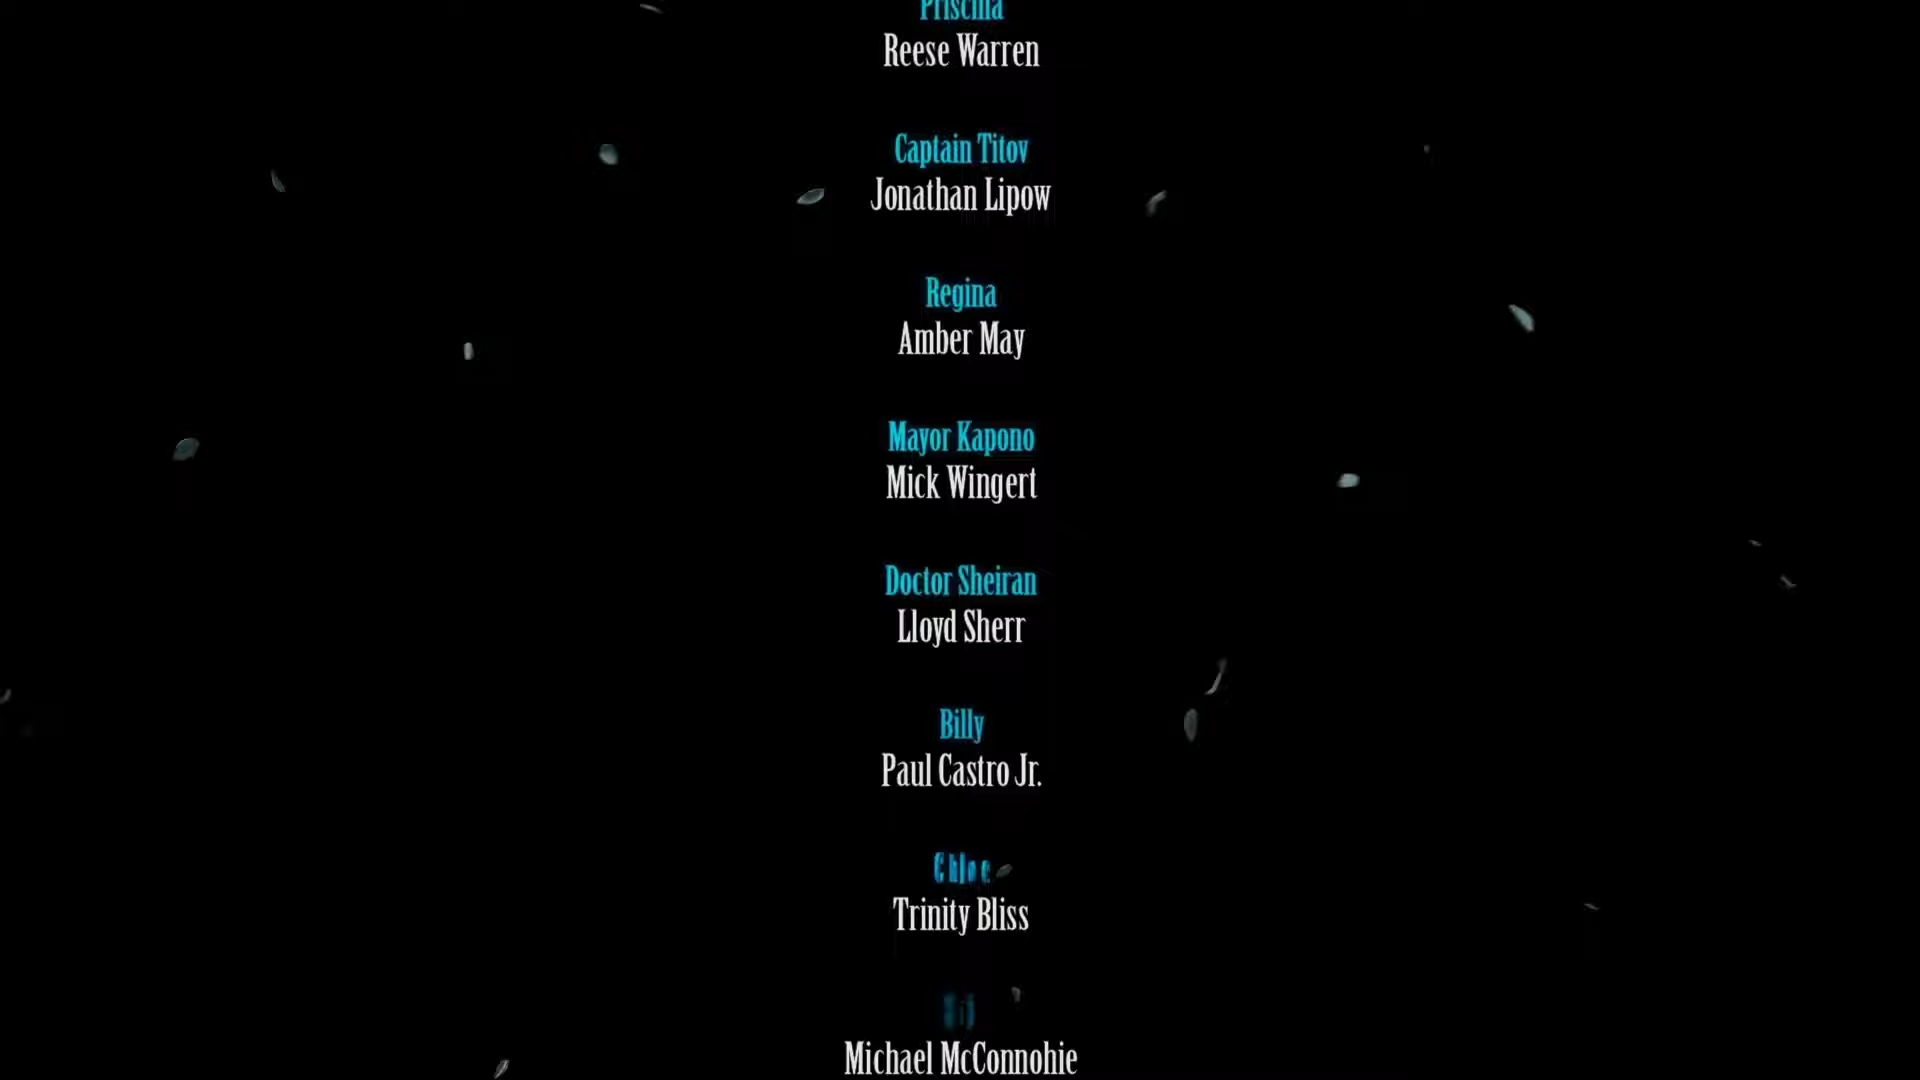 Priscilla
Reese Warren
Captain Titov
Jonathan Lipow
Regina
Amber May
Mayor Kapono
Mick Wingert
Doctor Sheiran
Lloyd Sherr
Billy
Paul Castro Jr.
Chloe
Trinity Bliss
Michael McConnohie